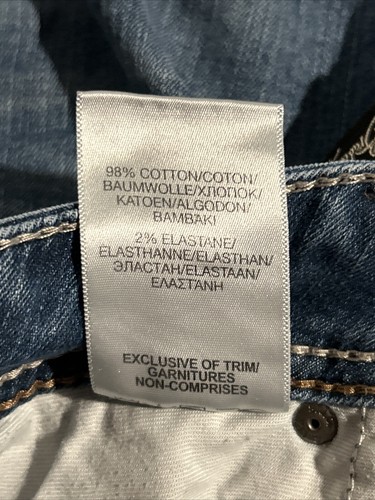 98% COTTON/COTON/
BAUMWOLLE/ХЛОПОК/
KATOEN/ALGODON/
ΒΑΜΒΑΚΙ
2% ELASTANE/
ELASTHANNE/ELASTHAN/
ЭЛАСТАН/ELASTAAN/
ΕΛΑΣΤΑΝΗ
EXCLUSIVE OF TRIM/
GARNITURES
NON-COMPRISES